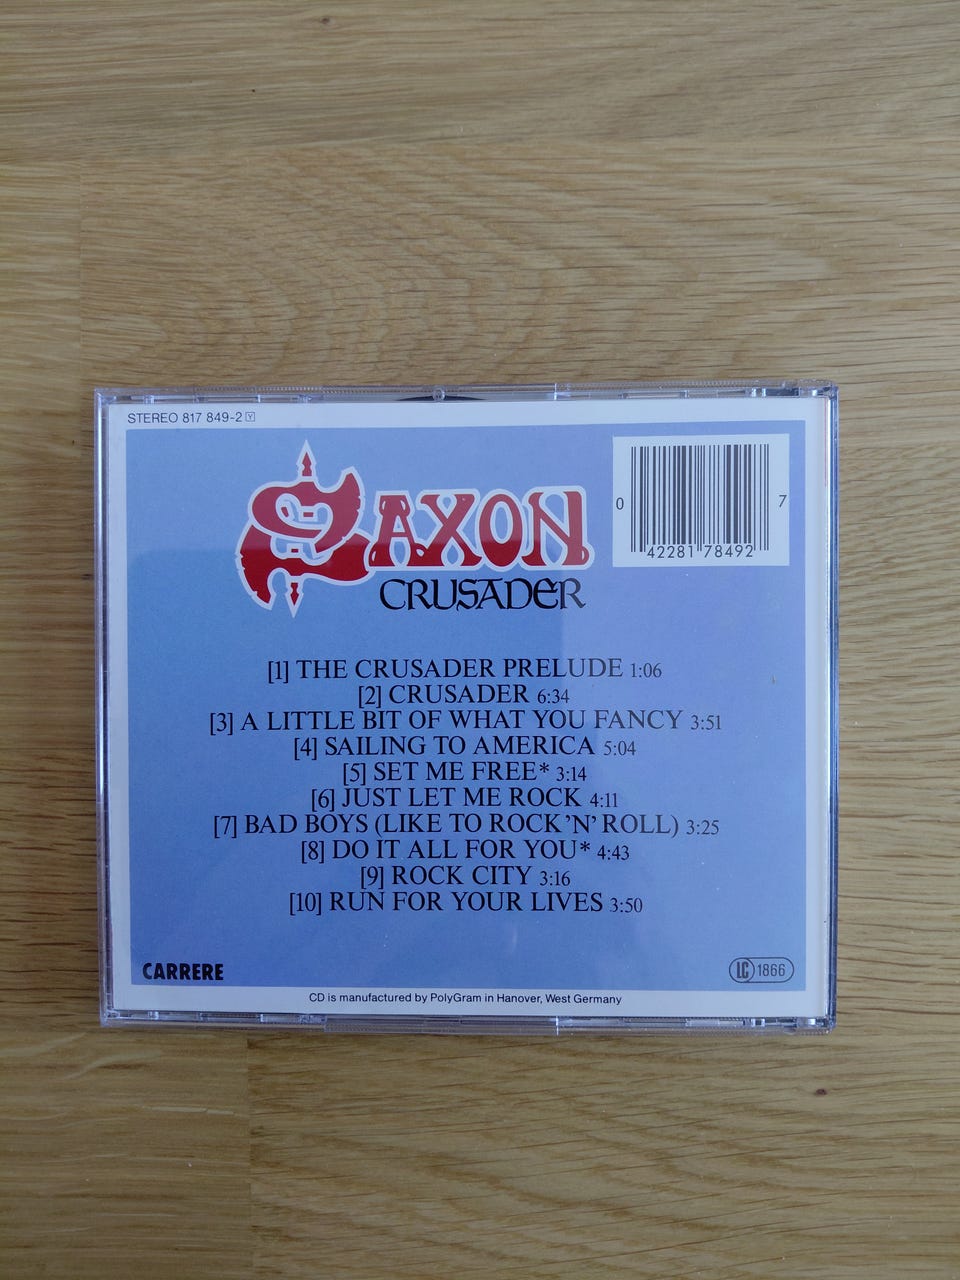 STEREO 817 849-2 Y
SAXON
CRUSADER
0 42281 78492 7
[1] THE CRUSADER PRELUDE 1:06
[2] CRUSADER 6:34
[3] A LITTLE BIT OF WHAT YOU FANCY 3:51
[4] SAILING TO AMERICA 5:04
[5] SET ME FREE* 3:14
[6] JUST LET ME ROCK 4:11
[7] BAD BOYS (LIKE TO ROCK'N'ROLL) 3:25
[8] DO IT ALL FOR YOU* 4:43
[9] ROCK CITY 3:16
[10] RUN FOR YOUR LIVES 3:50
CARRERE
LC 1866
CD is manufactured by PolyGram in Hanover, West Germany